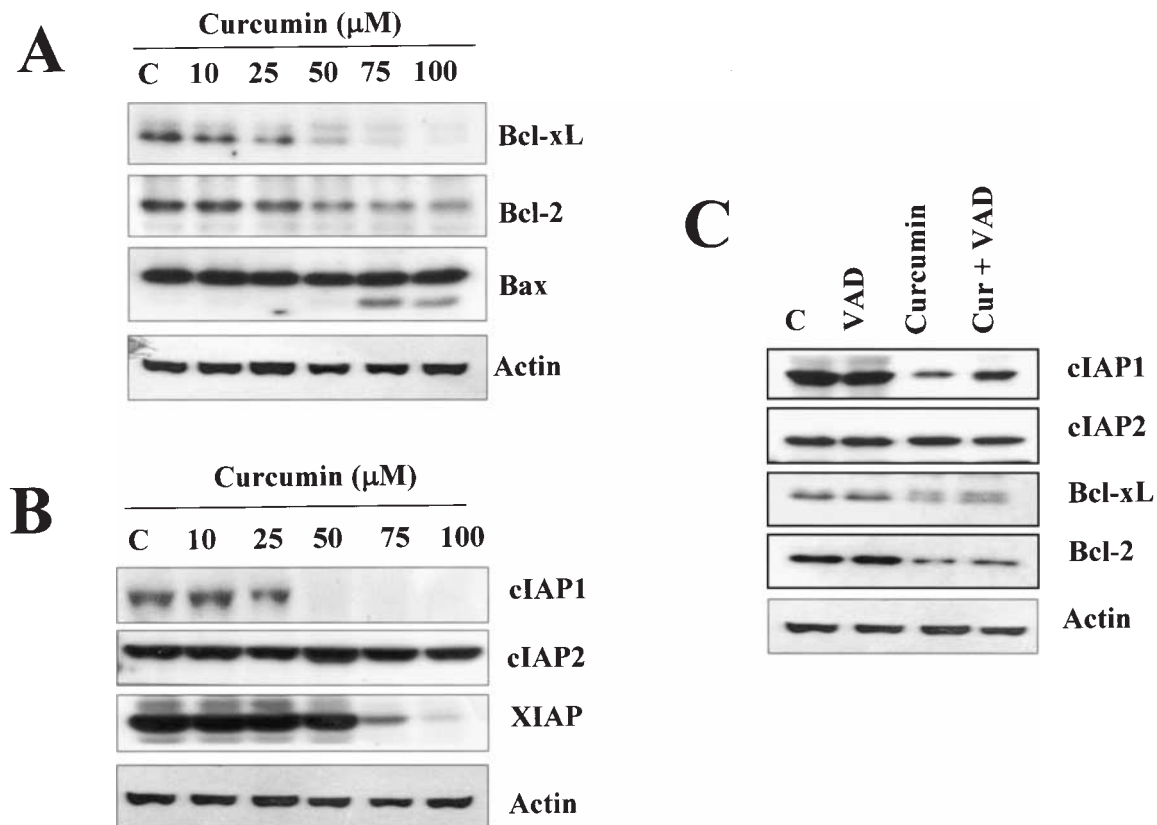 A
Curcumin (μM)
C 10 25 50 75 100
Bcl-xL
Bcl-2
Bax
Actin
B
Curcumin (μM)
C 10 25 50 75 100
cIAP1
cIAP2
XIAP
Actin
C
C VAD Curcumin Cur + VAD
cIAP1
cIAP2
Bcl-xL
Bcl-2
Actin